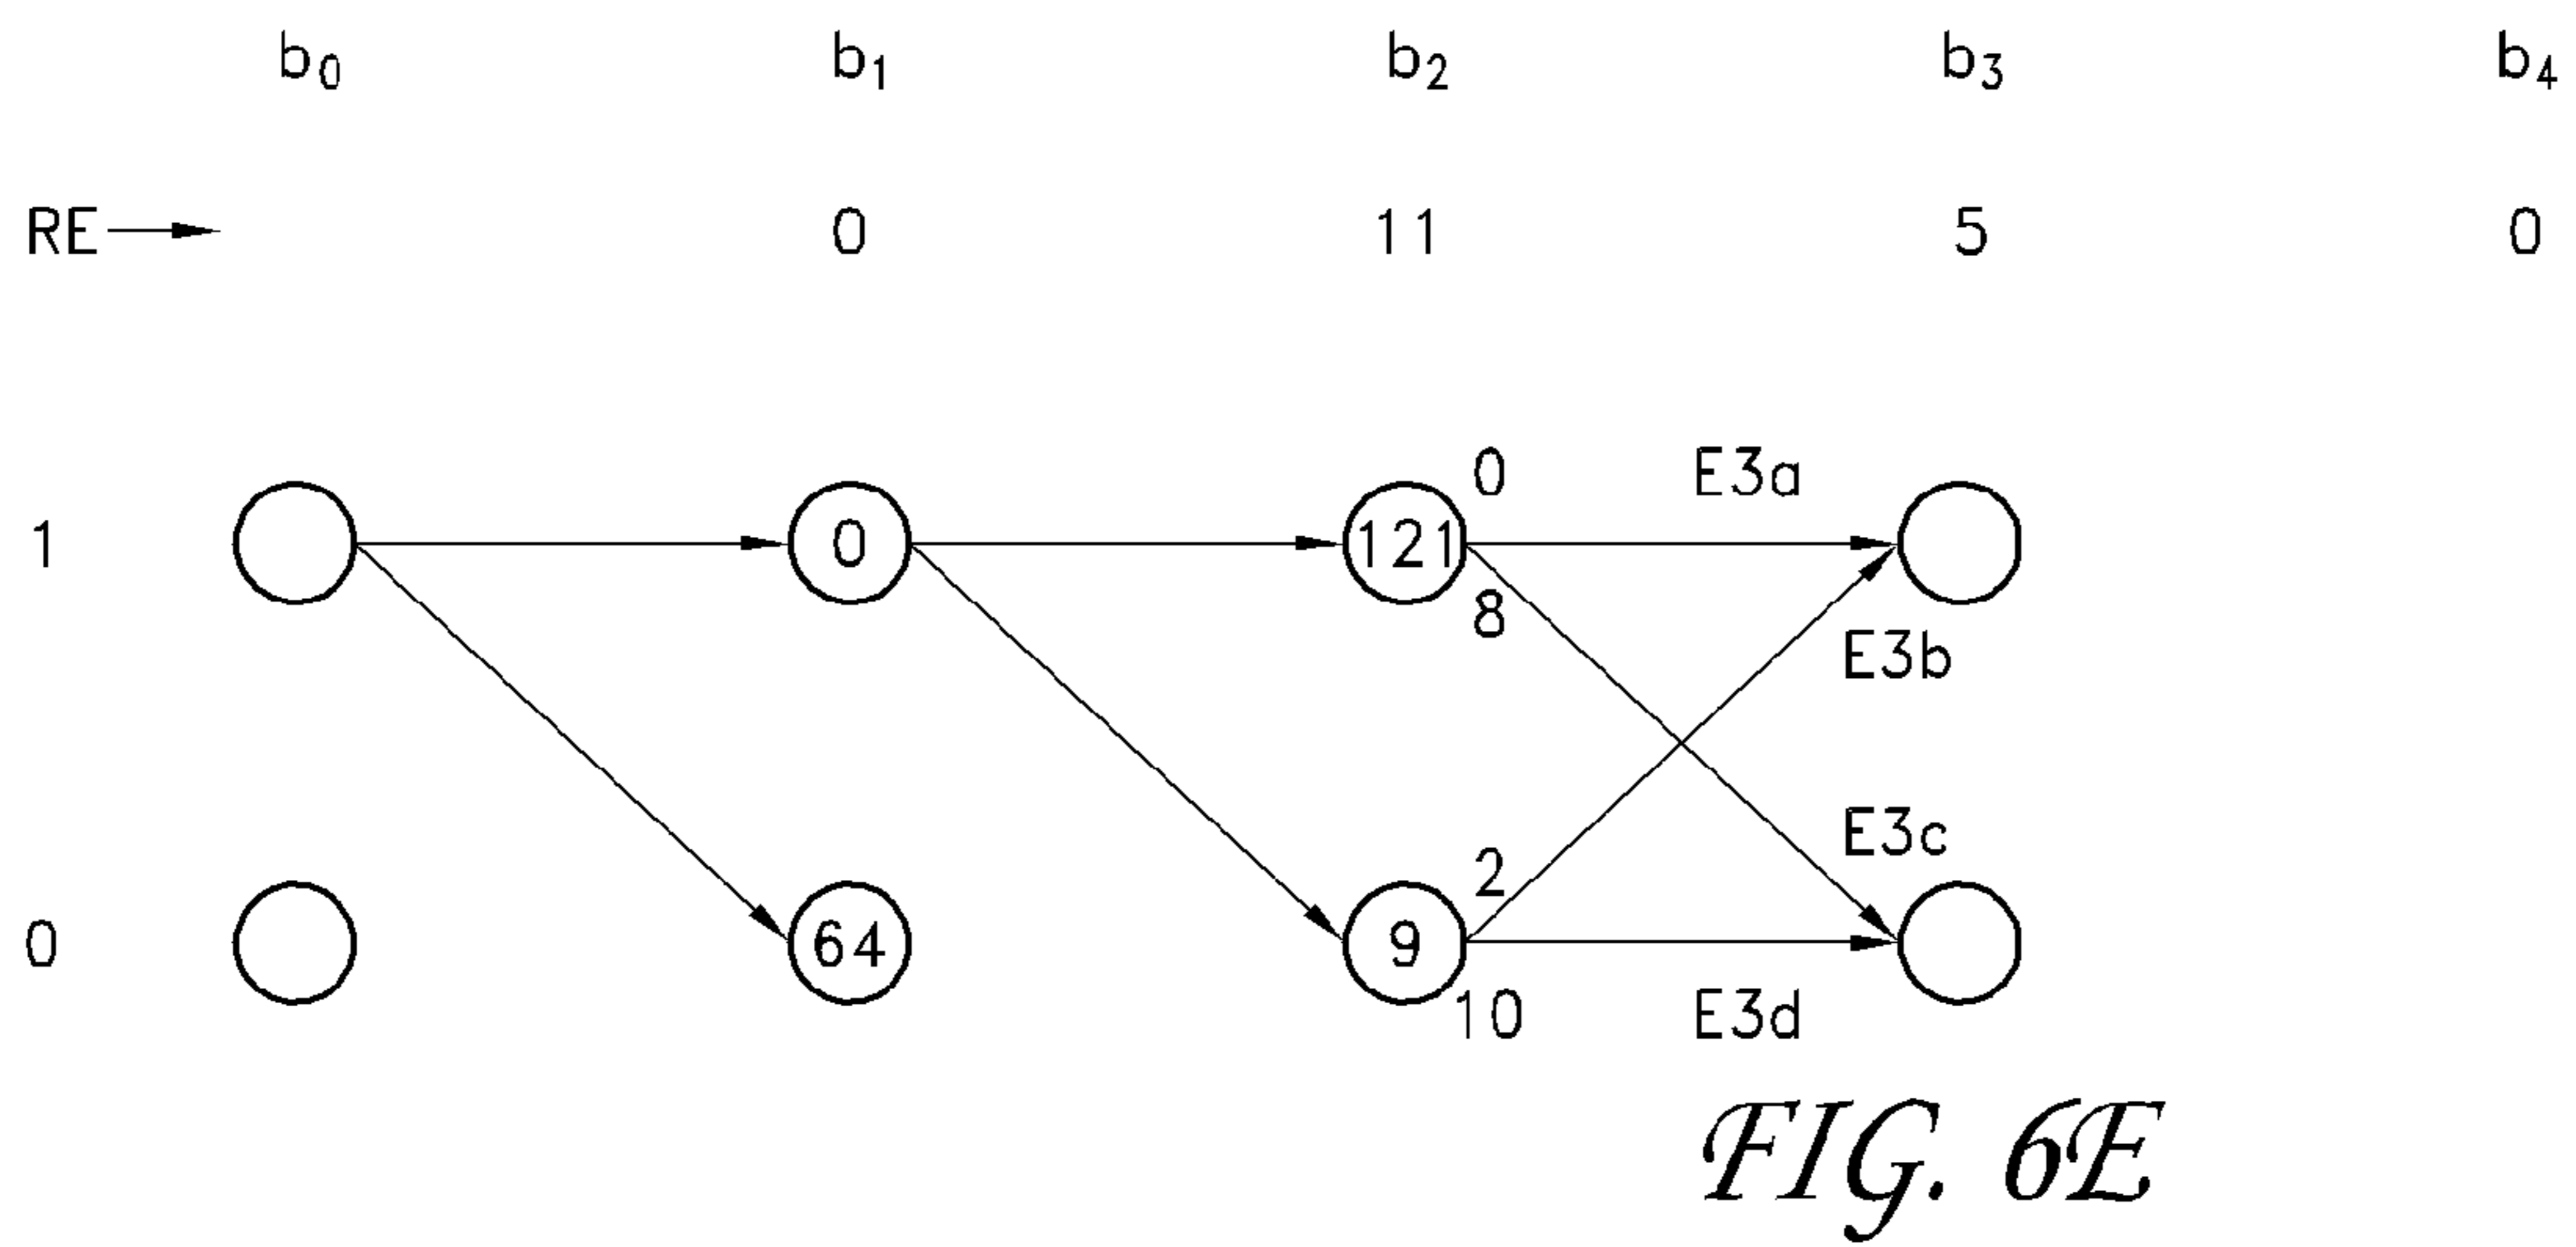 b₀ b₁ b₂ b₃ b₄
RE 0 11 5 0
0 E3a
1 0 121
8
E3b
E3c
2
0 64 9
10 E3d
FIG. 6E